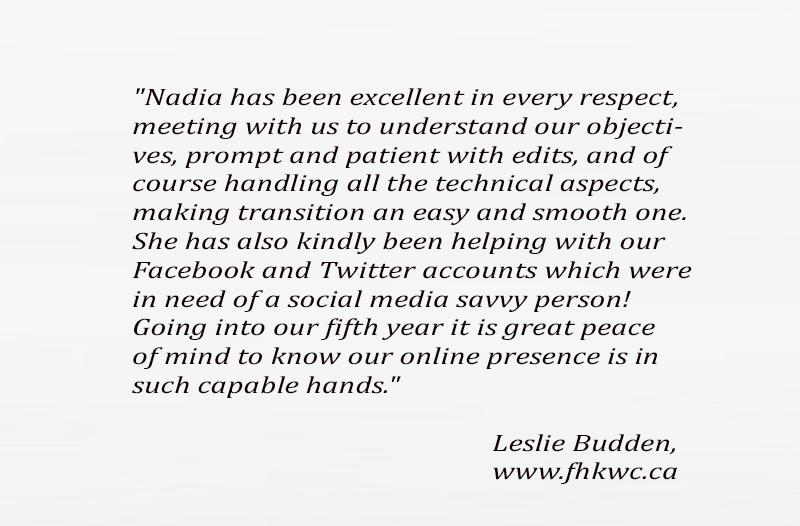 "Nadia has been excellent in every respect,
meeting with us to understand our objecti-
ves, prompt and patient with edits, and of
course handling all the technical aspects,
making transition an easy and smooth one.
She has also kindly been helping with our
Facebook and Twitter accounts which were
in need of a social media savvy person!
Going into our fifth year it is great peace
of mind to know our online presence is in
such capable hands."
Leslie Budden,
www.fhkwc.ca